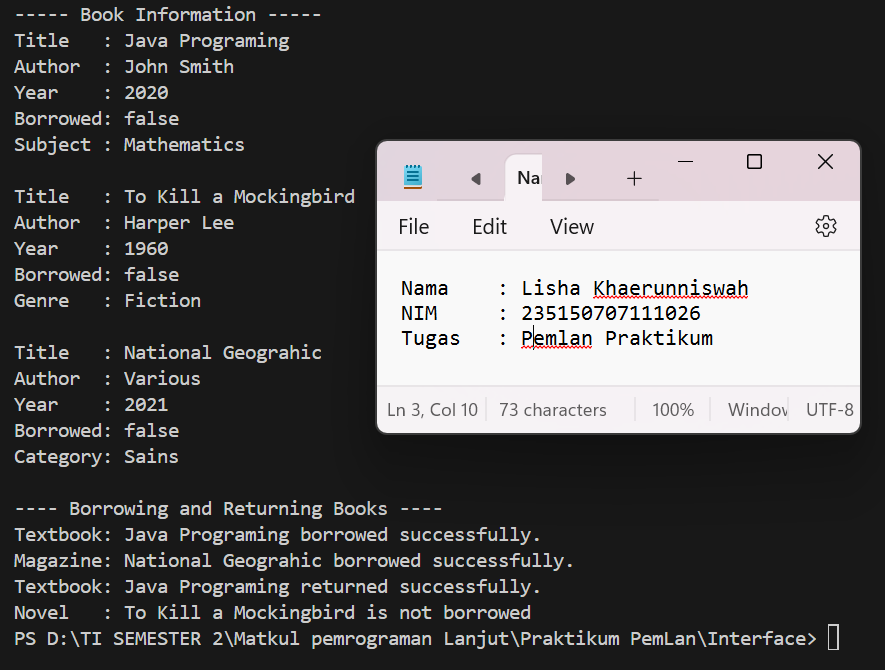 ----- Book Information -----
Title   : Java Programing
Author  : John Smith
Year    : 2020
Borrowed: false
Subject : Mathematics
Title   : To Kill a Mockingbird
Author  : Harper Lee
Year    : 1960
Borrowed: false
Genre   : Fiction
Title   : National Geograhic
Author  : Various
Year    : 2021
Borrowed: false
Category: Sains
---- Borrowing and Returning Books ----
Textbook: Java Programing borrowed successfully.
Magazine: National Geograhic borrowed successfully.
Textbook: Java Programing returned successfully.
Novel   : To Kill a Mockingbird is not borrowed
PS D:\TI SEMESTER 2\Matkul pemrograman Lanjut\Praktikum PemLan\Interface>
File Edit View
Nama    : Lisha Khaerunniswah
NIM     : 235150707111026
Tugas   : Pemlan Praktikum
Ln 3, Col 10 73 characters 100% UTF-8